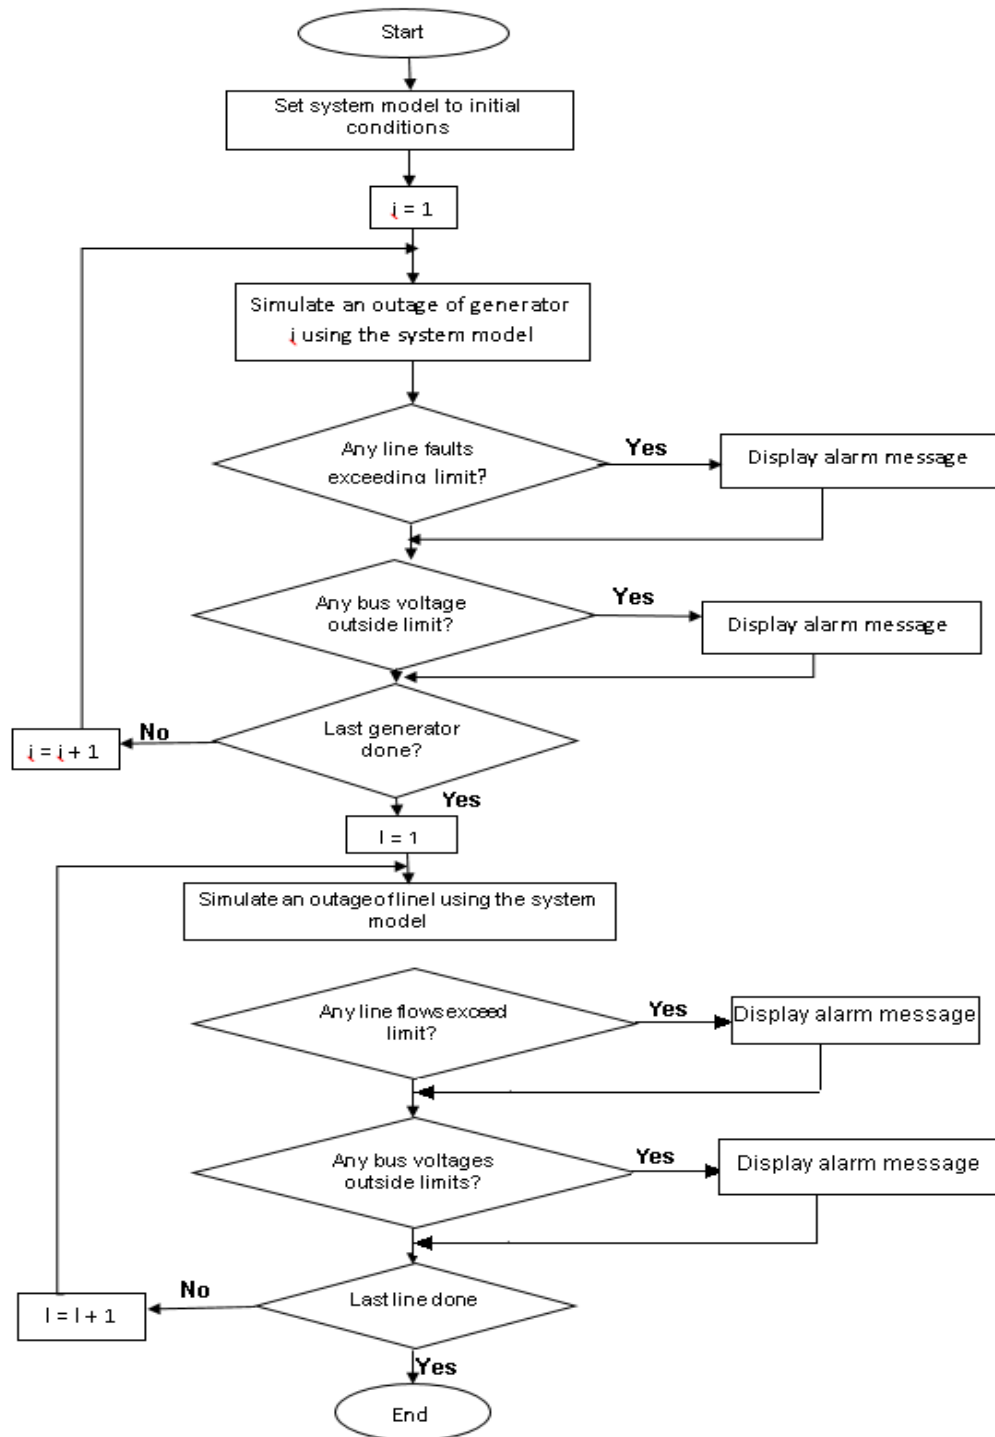 Start
Set system model to initial
conditions
i = 1
Simulate an outage of generator
i using the system model
Any line faults
exceeding limit?
Yes
Display alarm message
Any bus voltage
outside limit?
Yes
Display alarm message
Last generator
done?
No
i = i + 1
Yes
l = 1
Simulate an outage of linel using the system
model
Any line flows exceed
limit?
Yes
Display alarm message
Any bus voltages
outside limits?
Yes
Display alarm message
Last line done
No
l = l + 1
Yes
End